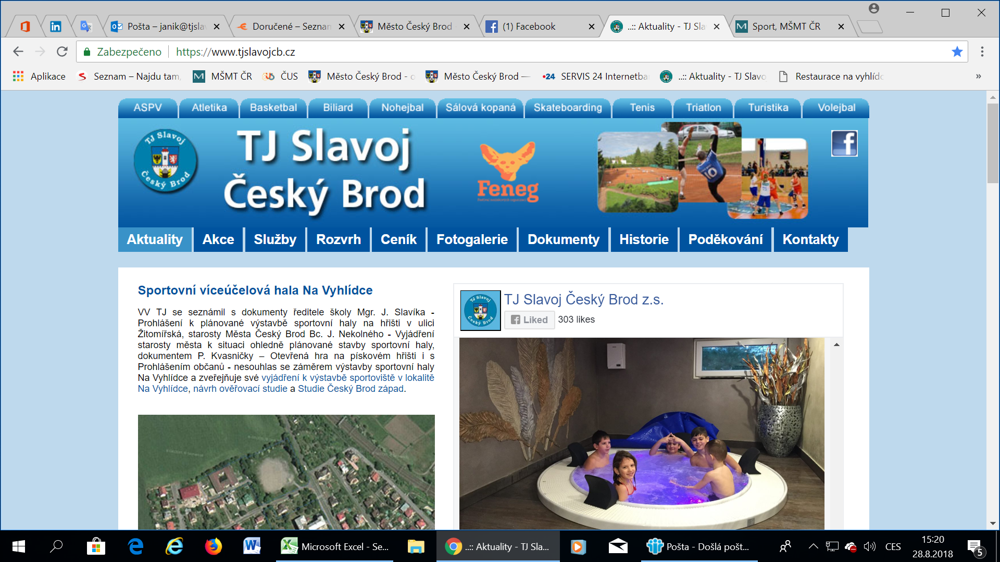 Pošta – janik@tjsla
Doručené – Seznan
Město Český Brod -
(1) Facebook
..:: Aktuality - TJ Sla
Sport, MŠMT ČR
Zabezpečeno
https://www.tjslavojcb.cz
Aplikace
Seznam – Najdu tam,
MŠMT ČR
ČUS
Město Český Brod - o
Město Český Brod —
SERVIS 24 Internetba
..:: Aktuality - TJ Slavo
Restaurace na vyhlídc
»
ASPV
Atletika
Basketbal
Biliard
Nohejbal
Sálová kopaná
Skateboarding
Tenis
Triatlon
Turistika
Volejbal
TJ Slavoj
Český Brod
TJ Slavoj
Český Brod
Feneg
10
Aktuality
Akce
Služby
Rozvrh
Ceník
Fotogalerie
Dokumenty
Historie
Poděkování
Kontakty
Sportovní víceúčelová hala Na Vyhlídce
VV TJ se seznámil s dokumenty ředitele školy Mgr. J. Slavíka -
Prohlášení k plánované výstavbě sportovní haly na hřišti v ulici
Žitomířská, starosty Města Český Brod Bc. J. Nekolného - Vyjádření
starosty města k situaci ohledně plánované stavby sportovní haly,
dokumentem P. Kvasničky – Otevřená hra na pískovém hřišti i s
Prohlášením občanů - nesouhlas se záměrem výstavby sportovní haly
Na Vyhlídce a zveřejňuje své vyjádření k výstavbě sportoviště v lokalitě
Na Vyhlídce, návrh ověřovací studie a Studie Český Brod západ.
TJ Slavoj
Český Brod
TJ Slavoj Český Brod z.s.
Liked
303 likes
Microsoft Excel - Se...
..:: Aktuality - TJ Sla...
Pošta - Došlá pošt...
CES
15:20
28.8.2018
5